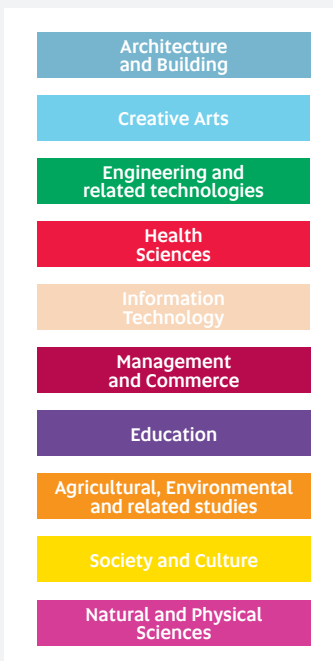 Architecture
and Building
Creative Arts
Engineering and
related technologies
Health
Sciences
Information
Technology
Management
and Commerce
Education
Agricultural, Environmental
and related studies
Society and Culture
Natural and Physical
Sciences